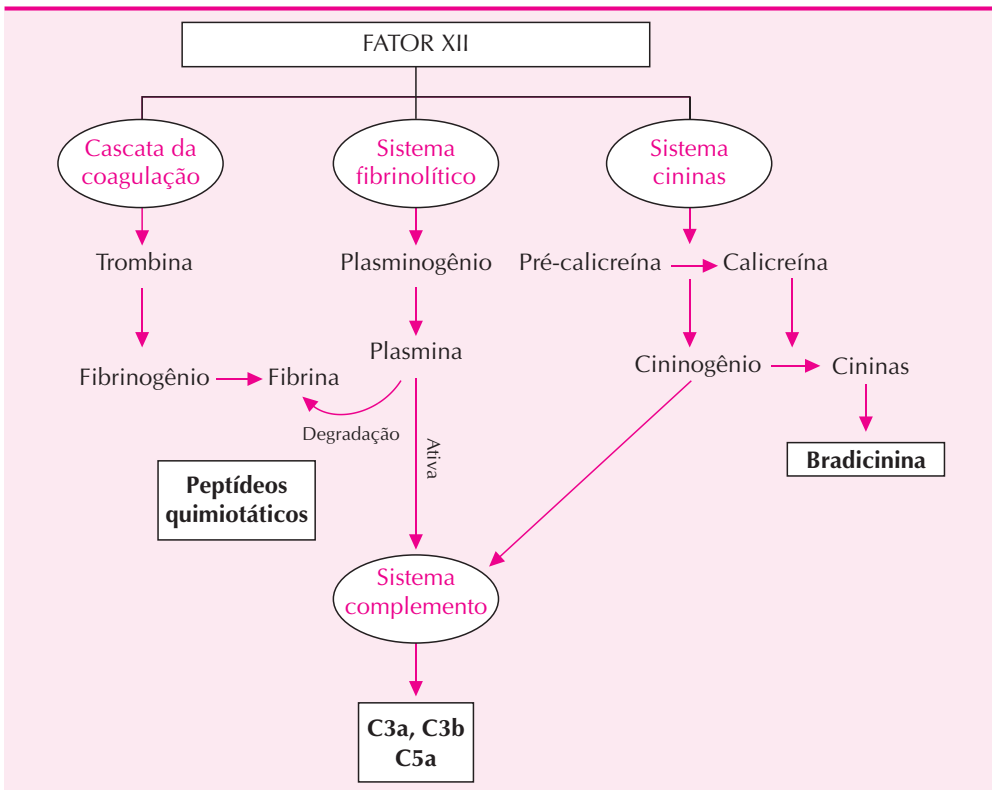 FATOR XII
Cascata da
coagulação
Sistema
fibrinolítico
Sistema
cininas
Trombina
Plasminogênio
Pré-calicreína
Calicreína
Plasmina
Fibrinogênio
Fibrina
Cininogênio
Cininas
Degradação
Ativa
Peptídeos
quimiotáticos
Bradicinina
Sistema
complemento
C3a, C3b
C5a